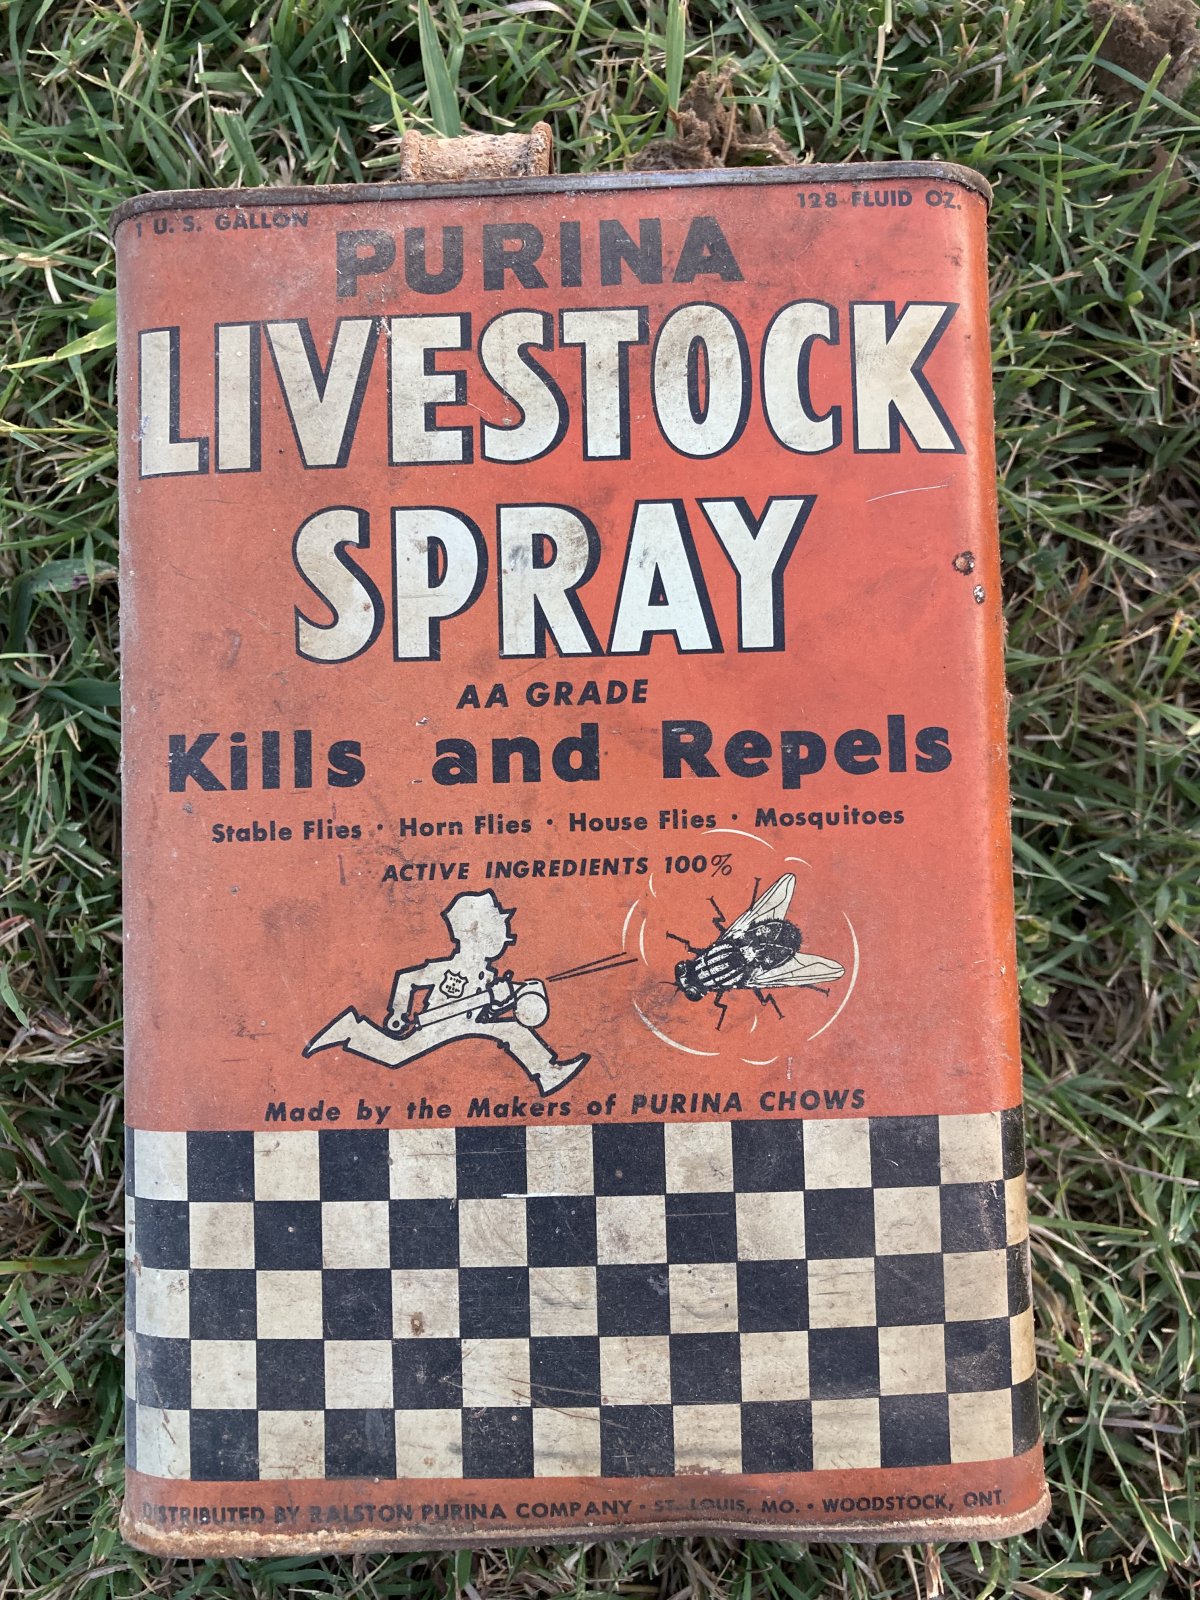 1 U. S. GALLON
128 FLUID OZ.
PURINA
LIVESTOCK
SPRAY
AA GRADE
Kills and Repels
Stable Flies • Horn Flies • House Flies • Mosquitoes
ACTIVE INGREDIENTS 100%
Made by the Makers of PURINA CHOWS
DISTRIBUTED BY RALSTON PURINA COMPANY • ST. LOUIS, MO. • WOODSTOCK, ONT.